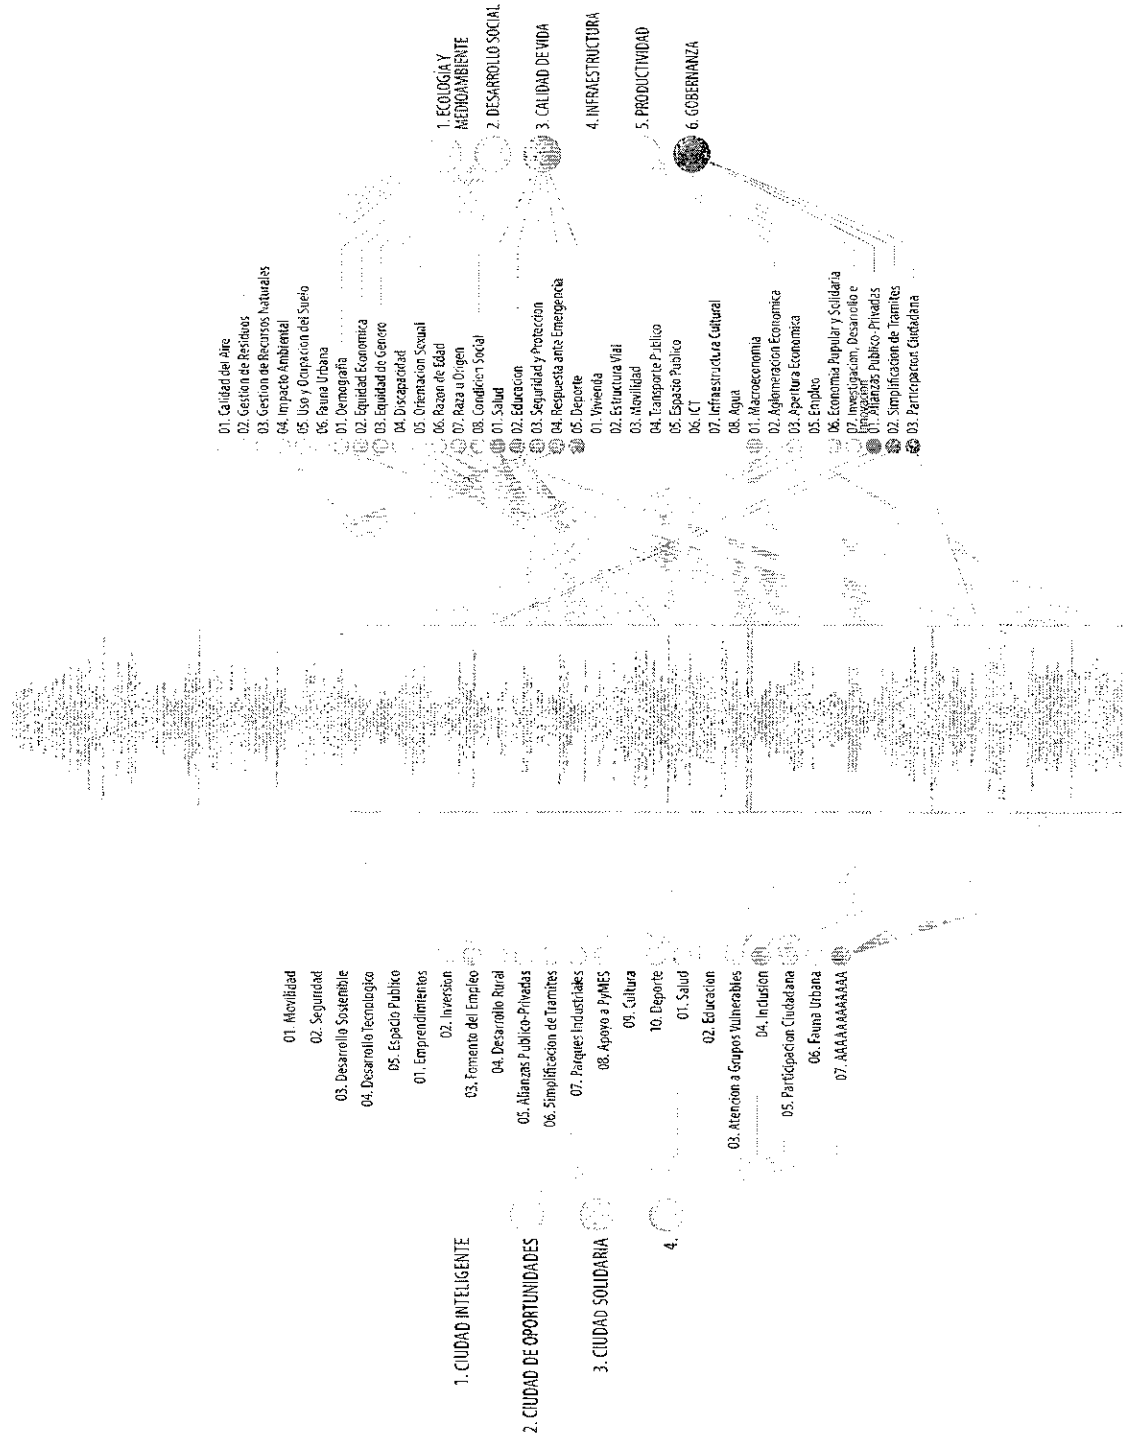 1. CIUDAD INTELIGENTE
2. CIUDAD DE OPORTUNIDADES
3. CIUDAD SOLIDARIA
4.
01. Movilidad
02. Seguridad
03. Desarrollo Sostenible
04. Desarrollo Tecnologico
05. Espacio Publico
01. Emprendimientos
02. Inversion
03. Fomento del Empleo
04. Desarrollo Rural
05. Alianzas Publico-Privadas
06. Simplificacion de Tramites
07. Parques Industriales
08. Apoyo a PyMES
09. Cultura
10. Deporte
01. Salud
02. Educacion
03. Atencion a Grupos Vulnerables
04. Inclusion
05. Participacion Ciudadana
06. Fauna Urbana
07. AAAAAAAAAAAA
01. Calidad del Aire
02. Gestion de Residuos
03. Gestion de Recursos Naturales
04. Impacto Ambiental
05. Uso y Ocupacion del Suelo
06. Fauna Urbana
01. Demografia
02. Equidad Economica
03. Equidad de Genero
04. Discapacidad
05. Orientacion Sexual
06. Razon de Edad
07. Raza u Origen
08. Condicion Social
01. Salud
02. Educacion
03. Seguridad y Proteccion
04. Respuesta ante Emergencia
05. Deporte
01. Vivienda
02. Estructura Vial
03. Movilidad
04. Transporte Publico
05. Espacio Publico
06. ICT
07. Infraestructura Cultural
08. Agua
01. Macroeconomia
02. Aglomeracion Economica
03. Apertura Economica
05. Empleo
06. Economia Pupular y Solidaria
07. Investigacion, Desarrollo e
Innovacion
01. Alianzas Publico-Privadas
02. Simplificacion de Tramites
03. Participacion Ciudadana
1. ECOLOGÍA Y
MEDIOAMBIENTE
2. DESARROLLO SOCIAL
3. CALIDAD DE VIDA
4. INFRAESTRUCTURA
5. PRODUCTIVIDAD
6. GOBERNANZA